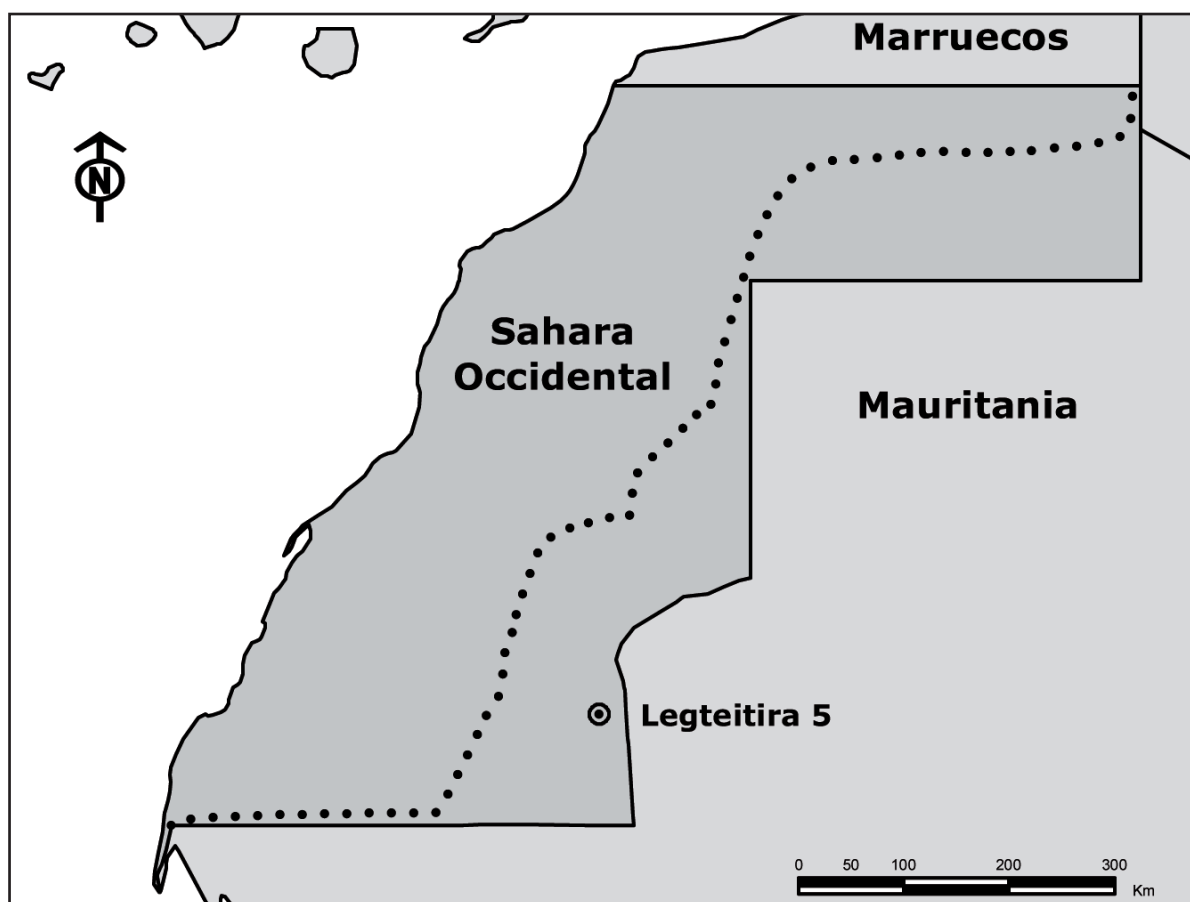 Marruecos
N
Sahara
Occidental
Mauritania
Legteitira 5
0 50 100 200 300
Km